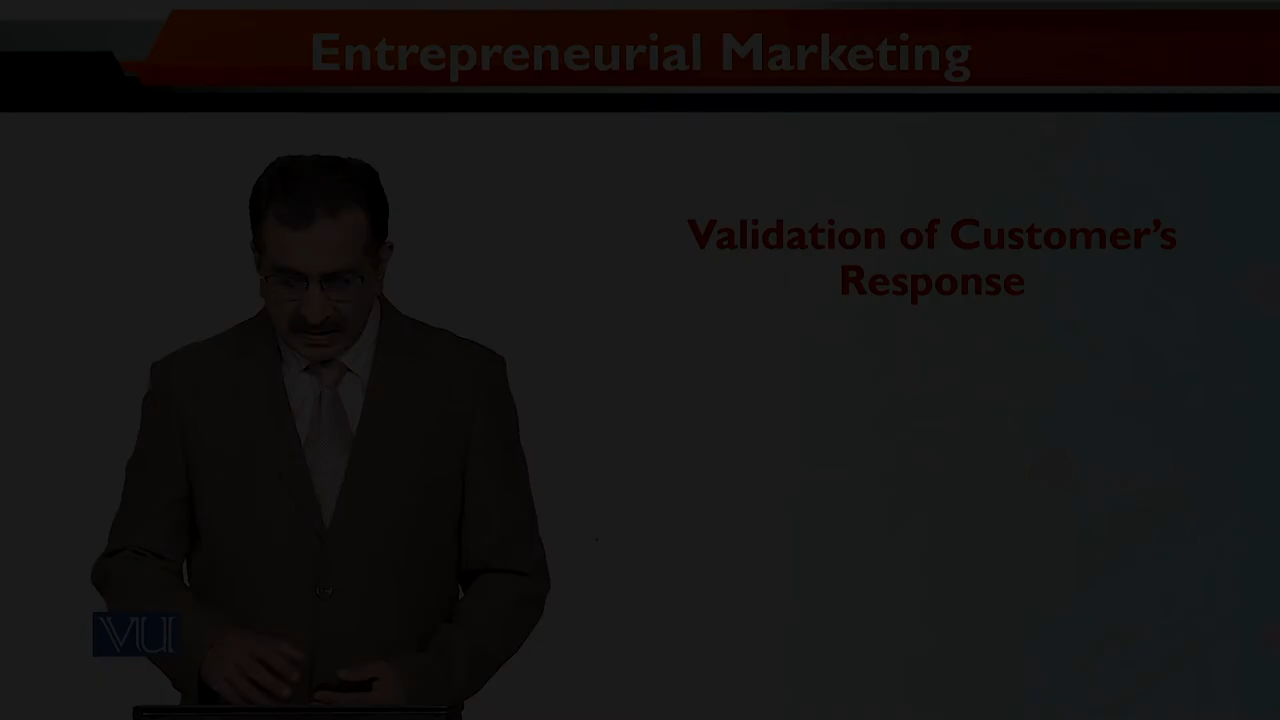 Entrepreneurial Marketing
Validation of Customer's
Response
VU